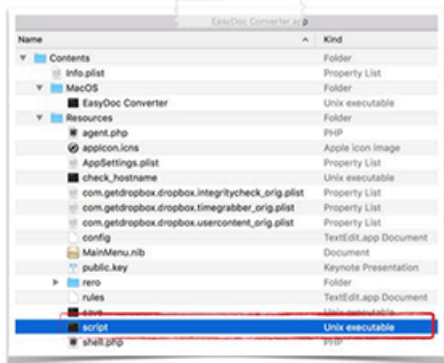 EasyDoc Converter.app
Name Kind
Contents Folder
Info.plist Property List
MacOS Folder
EasyDoc Converter Unix executable
Resources Folder
agent.php PHP
appIcon.icns Apple icon image
AppSettings.plist Property List
check_hostname Unix executable
com.getdropbox.dropbox.integritycheck_orig.plist Property List
com.getdropbox.dropbox.timegrabber_orig.plist Property List
com.getdropbox.dropbox.usercontent_orig.plist Property List
config TextEdit.app Document
MainMenu.nib Document
public.key Keynote Presentation
rero Folder
rules TextEdit.app Document
save Unix executable
script Unix executable
shell.php PHP